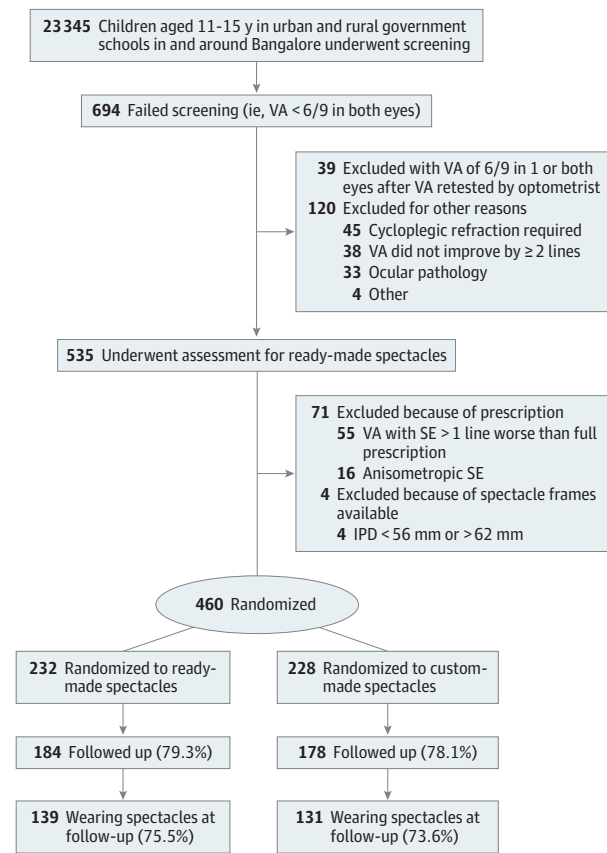 23 345 Children aged 11-15 y in urban and rural government
schools in and around Bangalore underwent screening
694 Failed screening (ie, VA < 6/9 in both eyes)
39 Excluded with VA of 6/9 in 1 or both
eyes after VA retested by optometrist
120 Excluded for other reasons
45 Cycloplegic refraction required
38 VA did not improve by ≥ 2 lines
33 Ocular pathology
4 Other
535 Underwent assessment for ready-made spectacles
71 Excluded because of prescription
55 VA with SE > 1 line worse than full
prescription
16 Anisometropic SE
4 Excluded because of spectacle frames
available
4 IPD < 56 mm or > 62 mm
460 Randomized
232 Randomized to ready-
made spectacles
228 Randomized to custom-
made spectacles
184 Followed up (79.3%)
178 Followed up (78.1%)
139 Wearing spectacles at
follow-up (75.5%)
131 Wearing spectacles at
follow-up (73.6%)